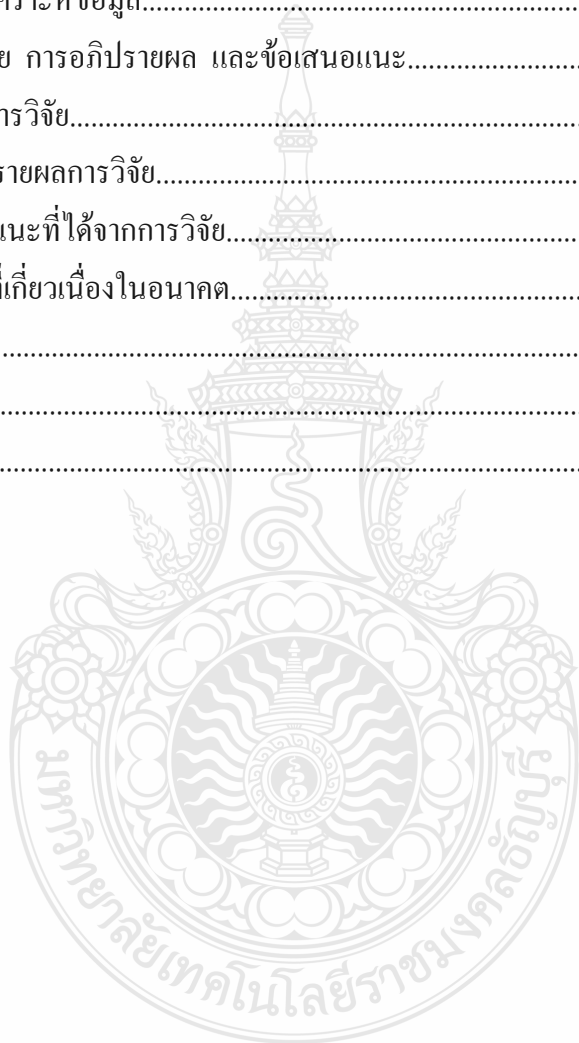 เคราะห์ข้อมูล........................................................
ย การอภิปรายผล และข้อเสนอแนะ........................
การวิจัย................................................................
รายผลการวิจัย......................................................
แนะที่ได้จากการวิจัย.............................................
ที่เกี่ยวเนื่องในอนาคต...........................................
................................................................................
................................................................................
................................................................................
มหาวิทยาลัยเทคโนโลยีราชมงคลธัญบุรี